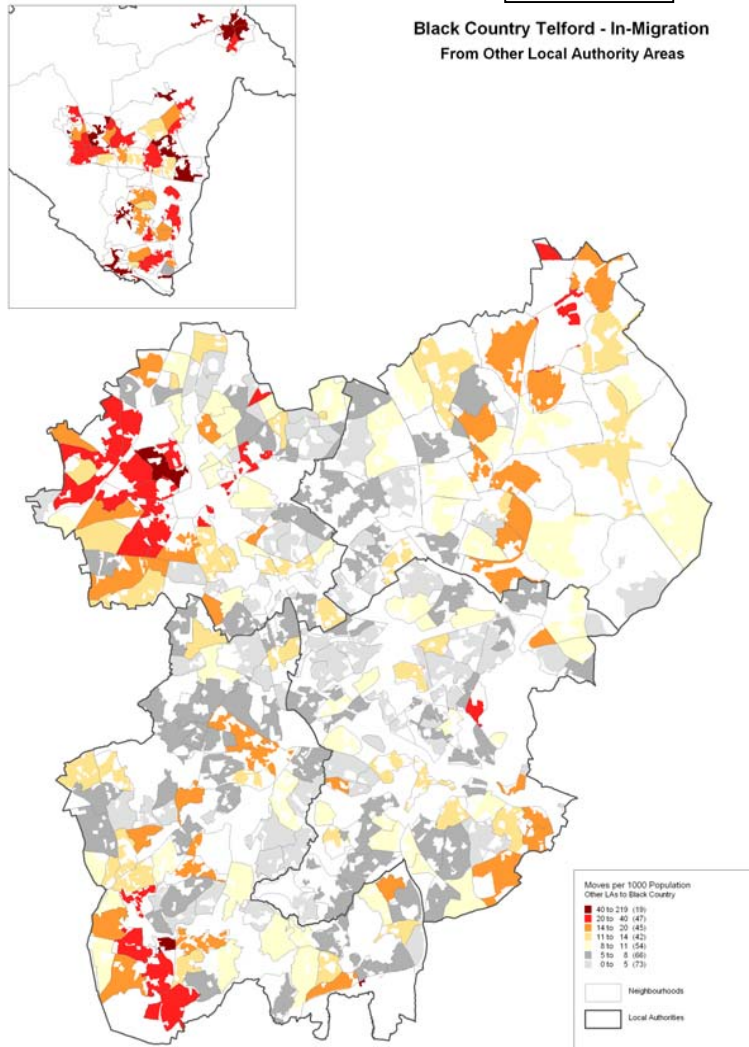 Black Country Telford - In-Migration
From Other Local Authority Areas
Moves per 1000 Population
Other LAs to Black Country
40 to 219 (19)
20 to 40 (47)
14 to 20 (45)
11 to 14 (42)
8 to 11 (54)
5 to 8 (66)
0 to 5 (73)
Neighbourhoods
Local Authorities